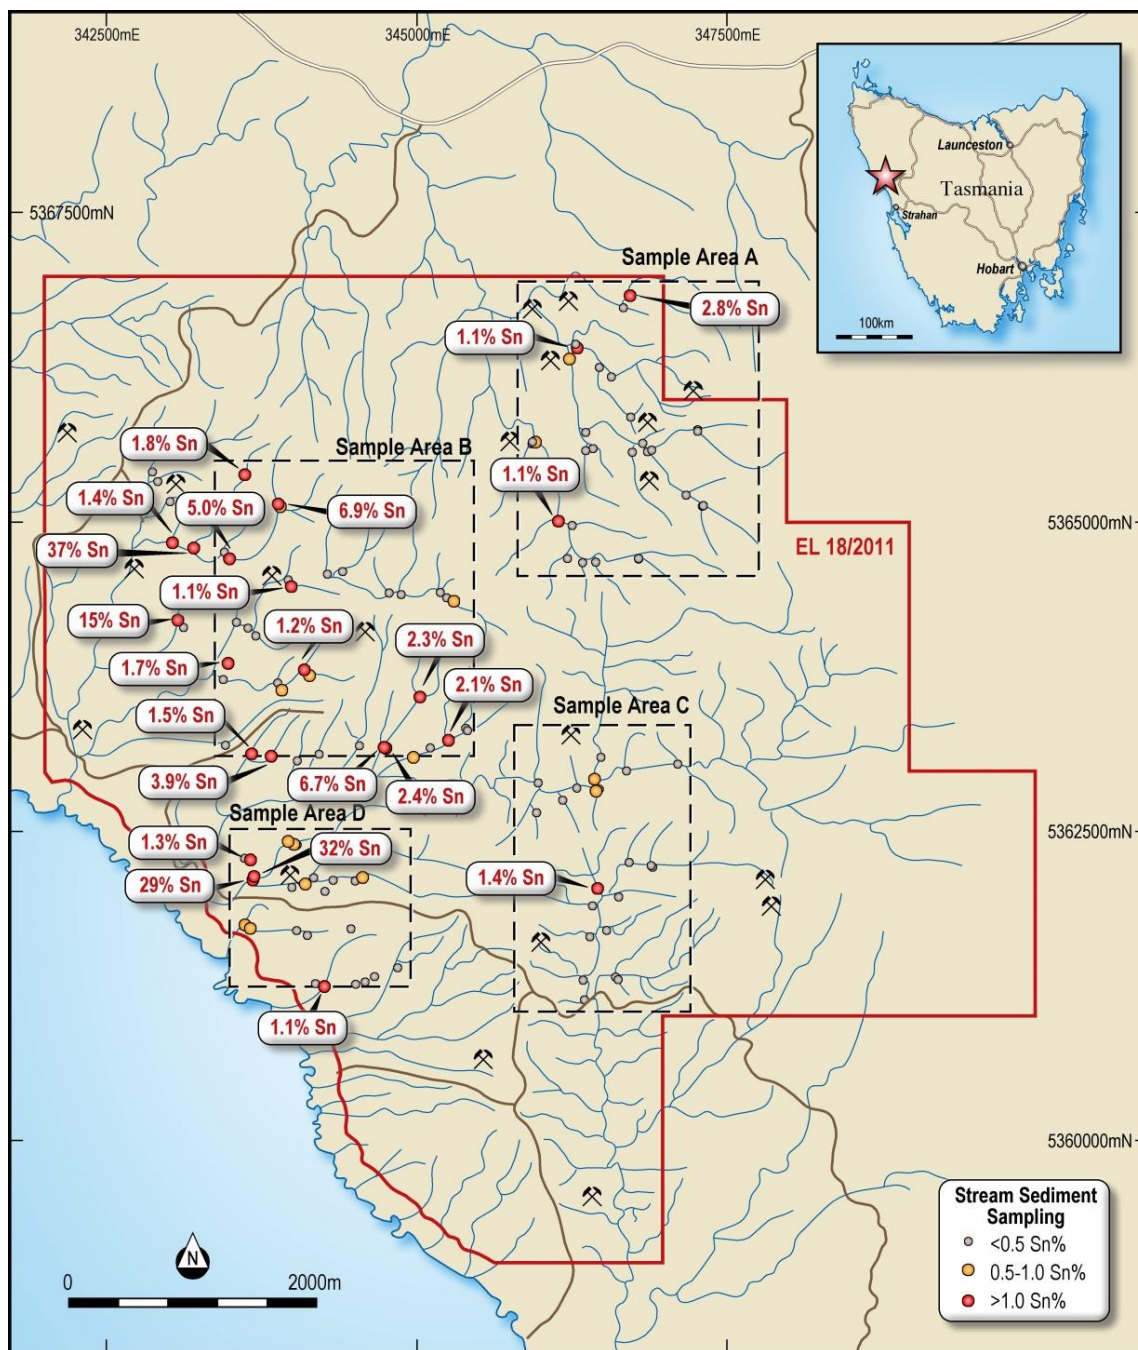 342500mE
345000mE
347500mE
Launceston
Tasmania
Strahan
Hobart
100km
5367500mN
Sample Area A
2.8% Sn
1.1% Sn
1.8% Sn
Sample Area B
1.4% Sn
5.0% Sn
6.9% Sn
1.1% Sn
37% Sn
5365000mN
EL 18/2011
1.1% Sn
15% Sn
1.2% Sn
2.3% Sn
1.7% Sn
2.1% Sn
1.5% Sn
Sample Area C
3.9% Sn
6.7% Sn
2.4% Sn
Sample Area D
5362500mN
1.3% Sn
32% Sn
29% Sn
1.4% Sn
1.1% Sn
5360000mN
Stream Sediment
Sampling
<0.5 Sn%
0.5-1.0 Sn%
>1.0 Sn%
N
0
2000m